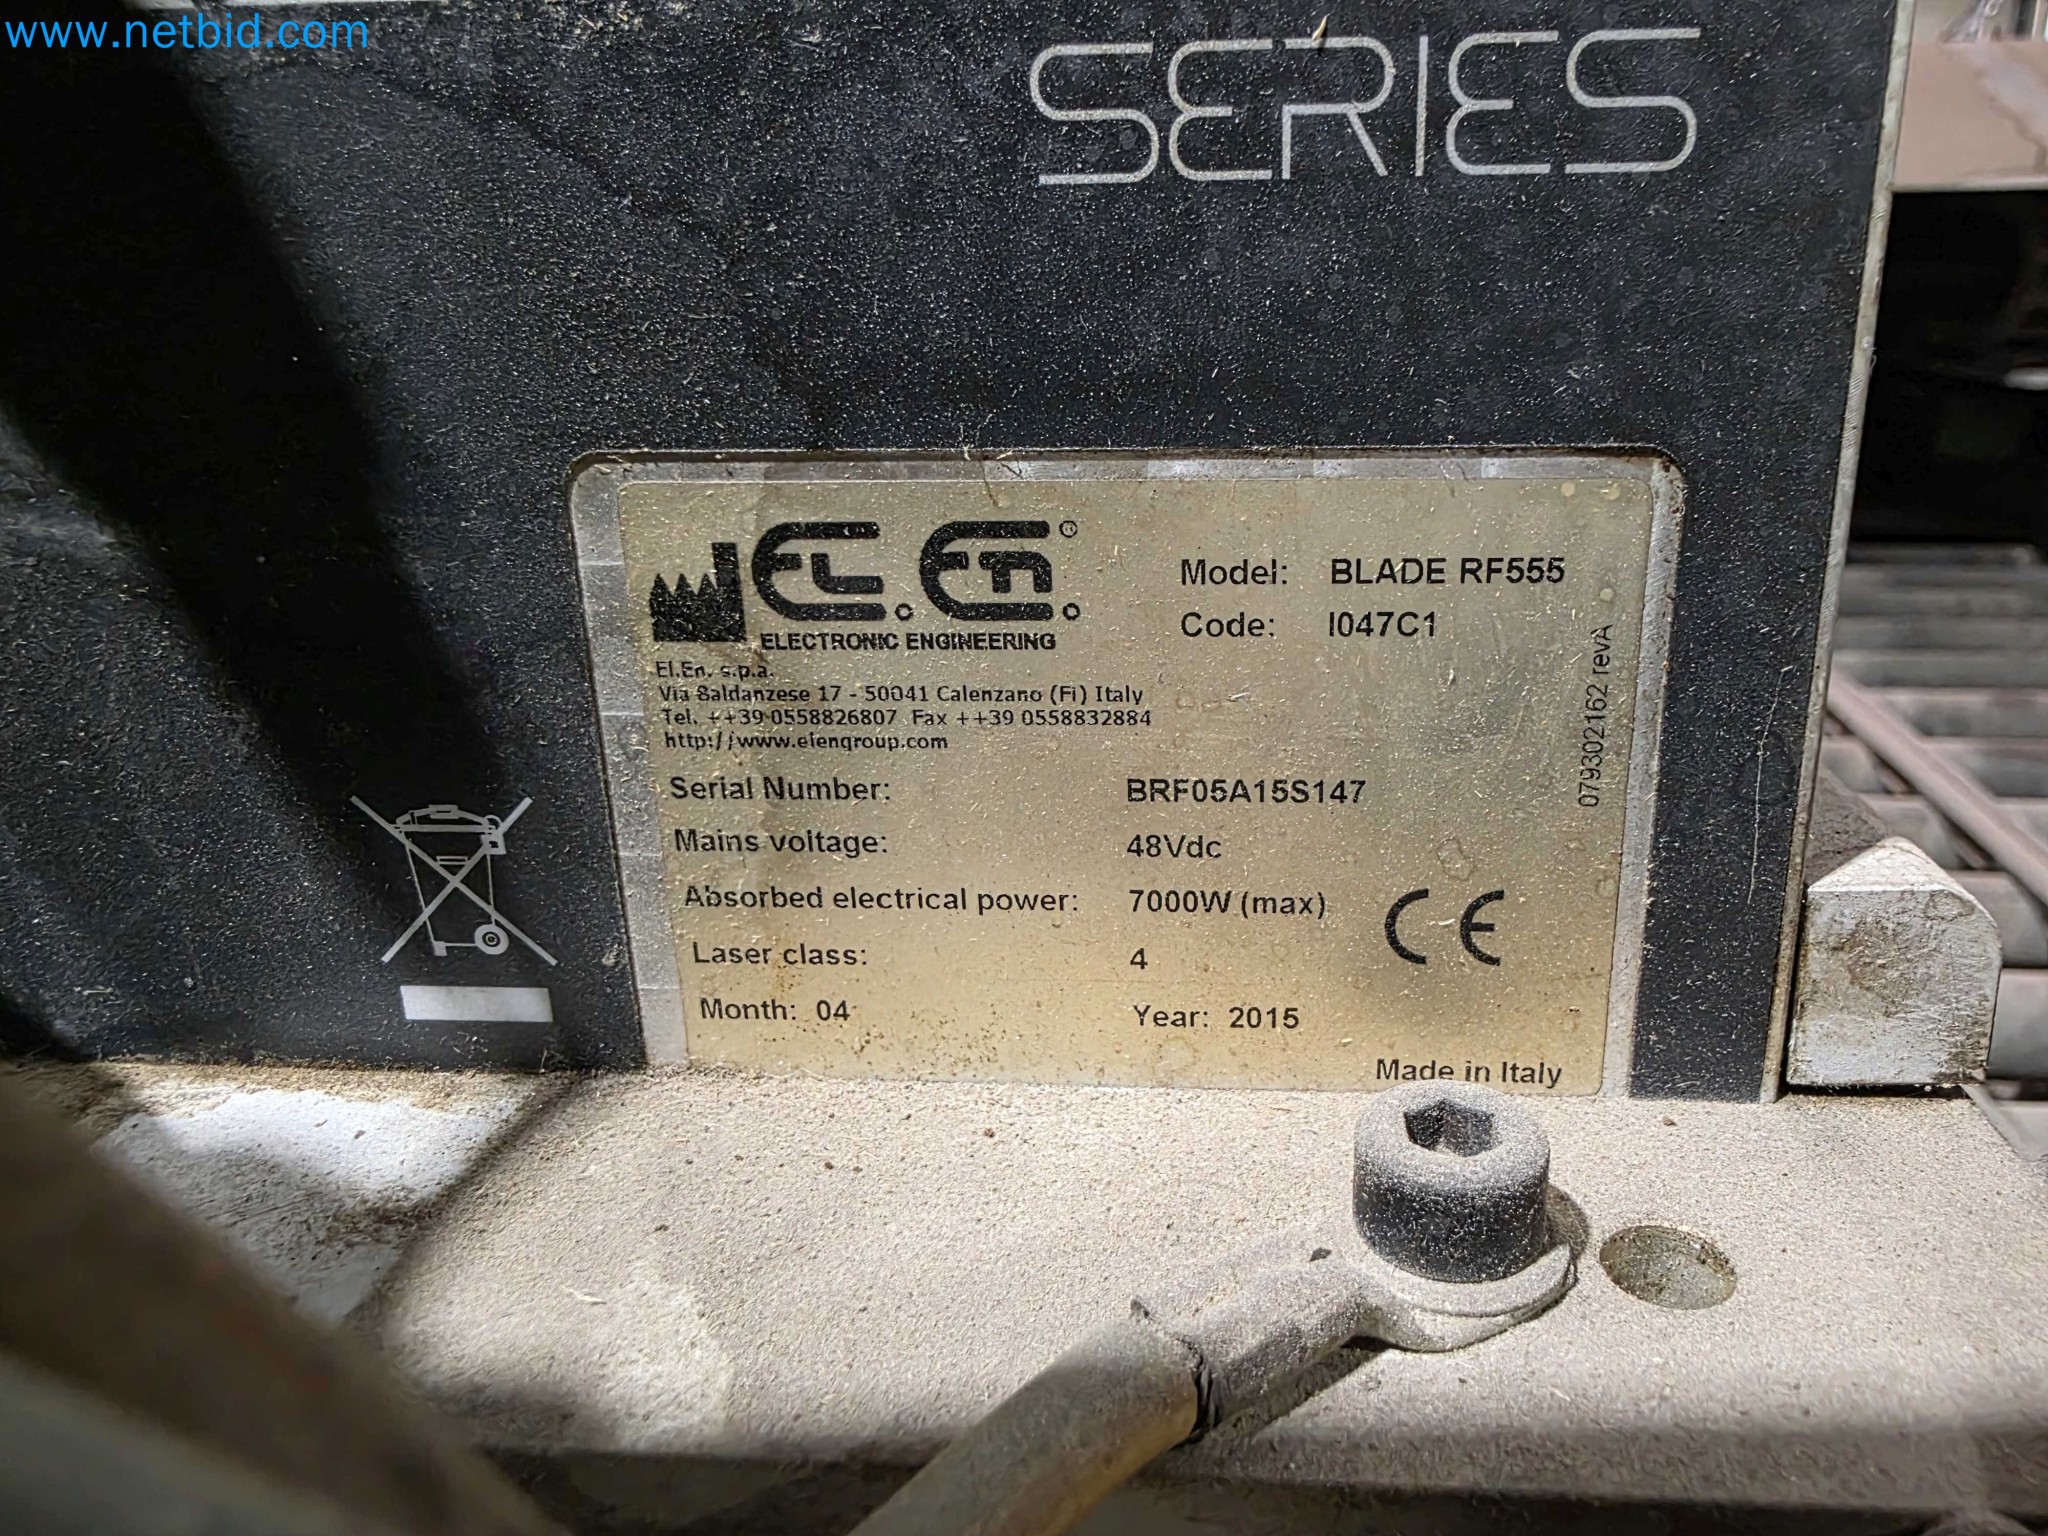 www.netbid.com
SERIES
EL.En.®
ELECTRONIC ENGINEERING
El.En. s.p.a.
Via Baldanzese 17 - 50041 Calenzano (Fi) Italy
Tel. ++39 0558826807 Fax ++39 0558832884
http://www.elengroup.com
Model: BLADE RF555
Code: I047C1
079302162 revA
Serial Number: BRF05A15S147
Mains voltage: 48Vdc
Absorbed electrical power: 7000W (max)
Laser class: 4
Month: 04 Year: 2015
CE
Made in Italy